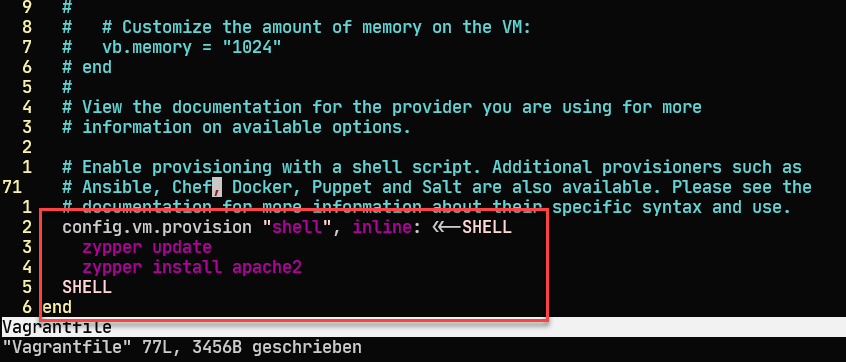 9 #
8 #   # Customize the amount of memory on the VM:
7 #   vb.memory = "1024"
6 # end
5 #
4 # View the documentation for the provider you are using for more
3 # information on available options.
2
1 # Enable provisioning with a shell script. Additional provisioners such as
71 # Ansible, Chef, Docker, Puppet and Salt are also available. Please see the
1 # documentation for more information about their specific syntax and use.
2 config.vm.provision "shell", inline: <<-SHELL
3   zypper update
4   zypper install apache2
5 SHELL
6 end
Vagrantfile
"Vagrantfile" 77L, 3456B geschrieben